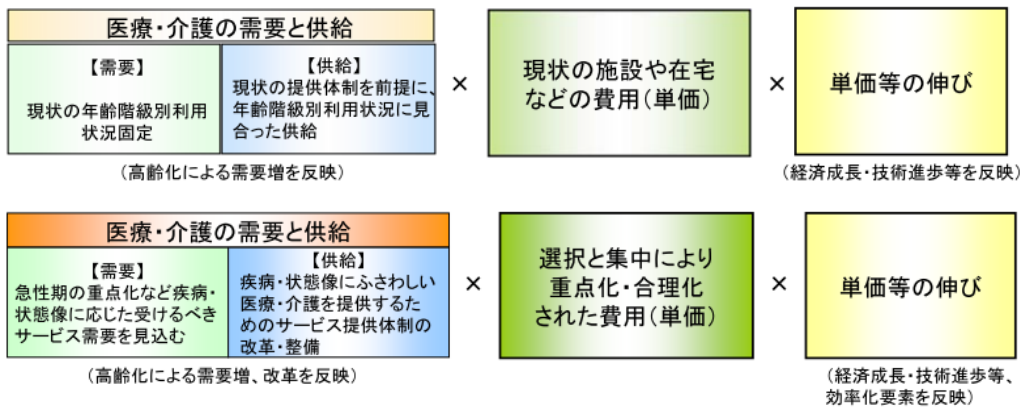 医療・介護の需要と供給
【需要】
現状の年齢階級別利用
状況固定
【供給】
現状の提供体制を前提に、
年齢階級別利用状況に見
合った供給
(高齢化による需要増を反映)
×
現状の施設や在宅
などの費用(単価)
×
単価等の伸び
(経済成長・技術進歩等を反映)
医療・介護の需要と供給
【需要】
急性期の重点化など疾病・
状態像に応じた受けるべき
サービス需要を見込む
【供給】
疾病・状態像にふさわしい
医療・介護を提供するた
めのサービス提供体制の
改革・整備
(高齢化による需要増、改革を反映)
×
選択と集中により
重点化・合理化
された費用(単価)
×
単価等の伸び
(経済成長・技術進歩等、
効率化要素を反映)